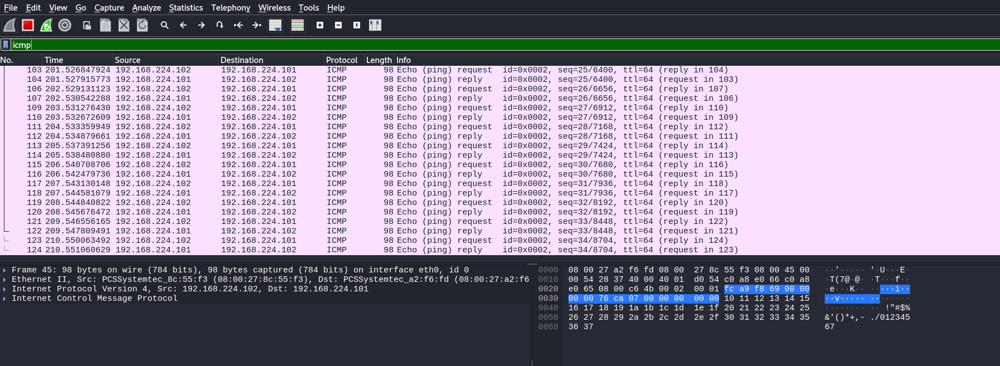 File Edit View Go Capture Analyze Statistics Telephony Wireless Tools Help
icmp
No. Time Source Destination Protocol Length Info
103 201.526847924 192.168.224.102 192.168.224.101 ICMP 98 Echo (ping) request id=0x0002, seq=25/6400, ttl=64 (reply in 104)
104 201.527915773 192.168.224.101 192.168.224.102 ICMP 98 Echo (ping) reply id=0x0002, seq=25/6400, ttl=64 (request in 103)
106 202.529131123 192.168.224.102 192.168.224.101 ICMP 98 Echo (ping) request id=0x0002, seq=26/6656, ttl=64 (reply in 107)
107 202.530542288 192.168.224.101 192.168.224.102 ICMP 98 Echo (ping) reply id=0x0002, seq=26/6656, ttl=64 (request in 106)
109 203.531276430 192.168.224.102 192.168.224.101 ICMP 98 Echo (ping) request id=0x0002, seq=27/6912, ttl=64 (reply in 110)
110 203.532672609 192.168.224.101 192.168.224.102 ICMP 98 Echo (ping) reply id=0x0002, seq=27/6912, ttl=64 (request in 109)
111 204.533359949 192.168.224.102 192.168.224.101 ICMP 98 Echo (ping) request id=0x0002, seq=28/7168, ttl=64 (reply in 112)
112 204.534879661 192.168.224.101 192.168.224.102 ICMP 98 Echo (ping) reply id=0x0002, seq=28/7168, ttl=64 (request in 111)
113 205.537391256 192.168.224.102 192.168.224.101 ICMP 98 Echo (ping) request id=0x0002, seq=29/7424, ttl=64 (reply in 114)
114 205.538480880 192.168.224.101 192.168.224.102 ICMP 98 Echo (ping) reply id=0x0002, seq=29/7424, ttl=64 (request in 113)
115 206.540708706 192.168.224.102 192.168.224.101 ICMP 98 Echo (ping) request id=0x0002, seq=30/7680, ttl=64 (reply in 116)
116 206.542479736 192.168.224.101 192.168.224.102 ICMP 98 Echo (ping) reply id=0x0002, seq=30/7680, ttl=64 (request in 115)
117 207.543130148 192.168.224.102 192.168.224.101 ICMP 98 Echo (ping) request id=0x0002, seq=31/7936, ttl=64 (reply in 118)
118 207.544581079 192.168.224.101 192.168.224.102 ICMP 98 Echo (ping) reply id=0x0002, seq=31/7936, ttl=64 (request in 117)
119 208.544840822 192.168.224.102 192.168.224.101 ICMP 98 Echo (ping) request id=0x0002, seq=32/8192, ttl=64 (reply in 120)
120 208.545676472 192.168.224.101 192.168.224.102 ICMP 98 Echo (ping) reply id=0x0002, seq=32/8192, ttl=64 (request in 119)
121 209.546556165 192.168.224.102 192.168.224.101 ICMP 98 Echo (ping) request id=0x0002, seq=33/8448, ttl=64 (reply in 122)
122 209.547809491 192.168.224.101 192.168.224.102 ICMP 98 Echo (ping) reply id=0x0002, seq=33/8448, ttl=64 (request in 121)
123 210.550063492 192.168.224.102 192.168.224.101 ICMP 98 Echo (ping) request id=0x0002, seq=34/8704, ttl=64 (reply in 124)
124 210.551060629 192.168.224.101 192.168.224.102 ICMP 98 Echo (ping) reply id=0x0002, seq=34/8704, ttl=64 (request in 123)
Frame 45: 98 bytes on wire (784 bits), 98 bytes captured (784 bits) on interface eth0, id 0
Ethernet II, Src: PCSSystemtec_8c:55:f3 (08:00:27:8c:55:f3), Dst: PCSSystemtec_a2:f6:fd (08:00:27:a2:f6
Internet Protocol Version 4, Src: 192.168.224.102, Dst: 192.168.224.101
Internet Control Message Protocol
0000 08 00 27 a2 f6 fd 08 00 27 8c 55 f3 08 00 45 00 ··'····· '·U···E·
0010 00 54 28 37 40 00 40 01 d0 54 c0 a8 e0 66 c0 a8 ·T(7@·@· ·T···f··
0020 e0 65 08 00 c6 4b 00 02 00 01 fc a9 f8 69 00 00 ·e···K·· ·····i··
0030 00 00 76 ca 07 00 00 00 00 00 10 11 12 13 14 15 ··v····· ········
0040 16 17 18 19 1a 1b 1c 1d 1e 1f 20 21 22 23 24 25 ········ ·· !"#$%
0050 26 27 28 29 2a 2b 2c 2d 2e 2f 30 31 32 33 34 35 &'()*+,- ./012345
0060 36 37 67